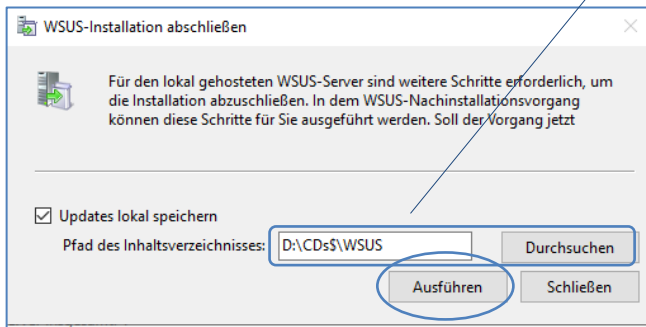 WSUS-Installation abschließen
Für den lokal gehosteten WSUS-Server sind weitere Schritte erforderlich, um
die Installation abzuschließen. In dem WSUS-Nachinstallationsvorgang
können diese Schritte für Sie ausgeführt werden. Soll der Vorgang jetzt
Updates lokal speichern
Pfad des Inhaltsverzeichnisses: D:\CDs$\WSUS Durchsuchen
Ausführen Schließen